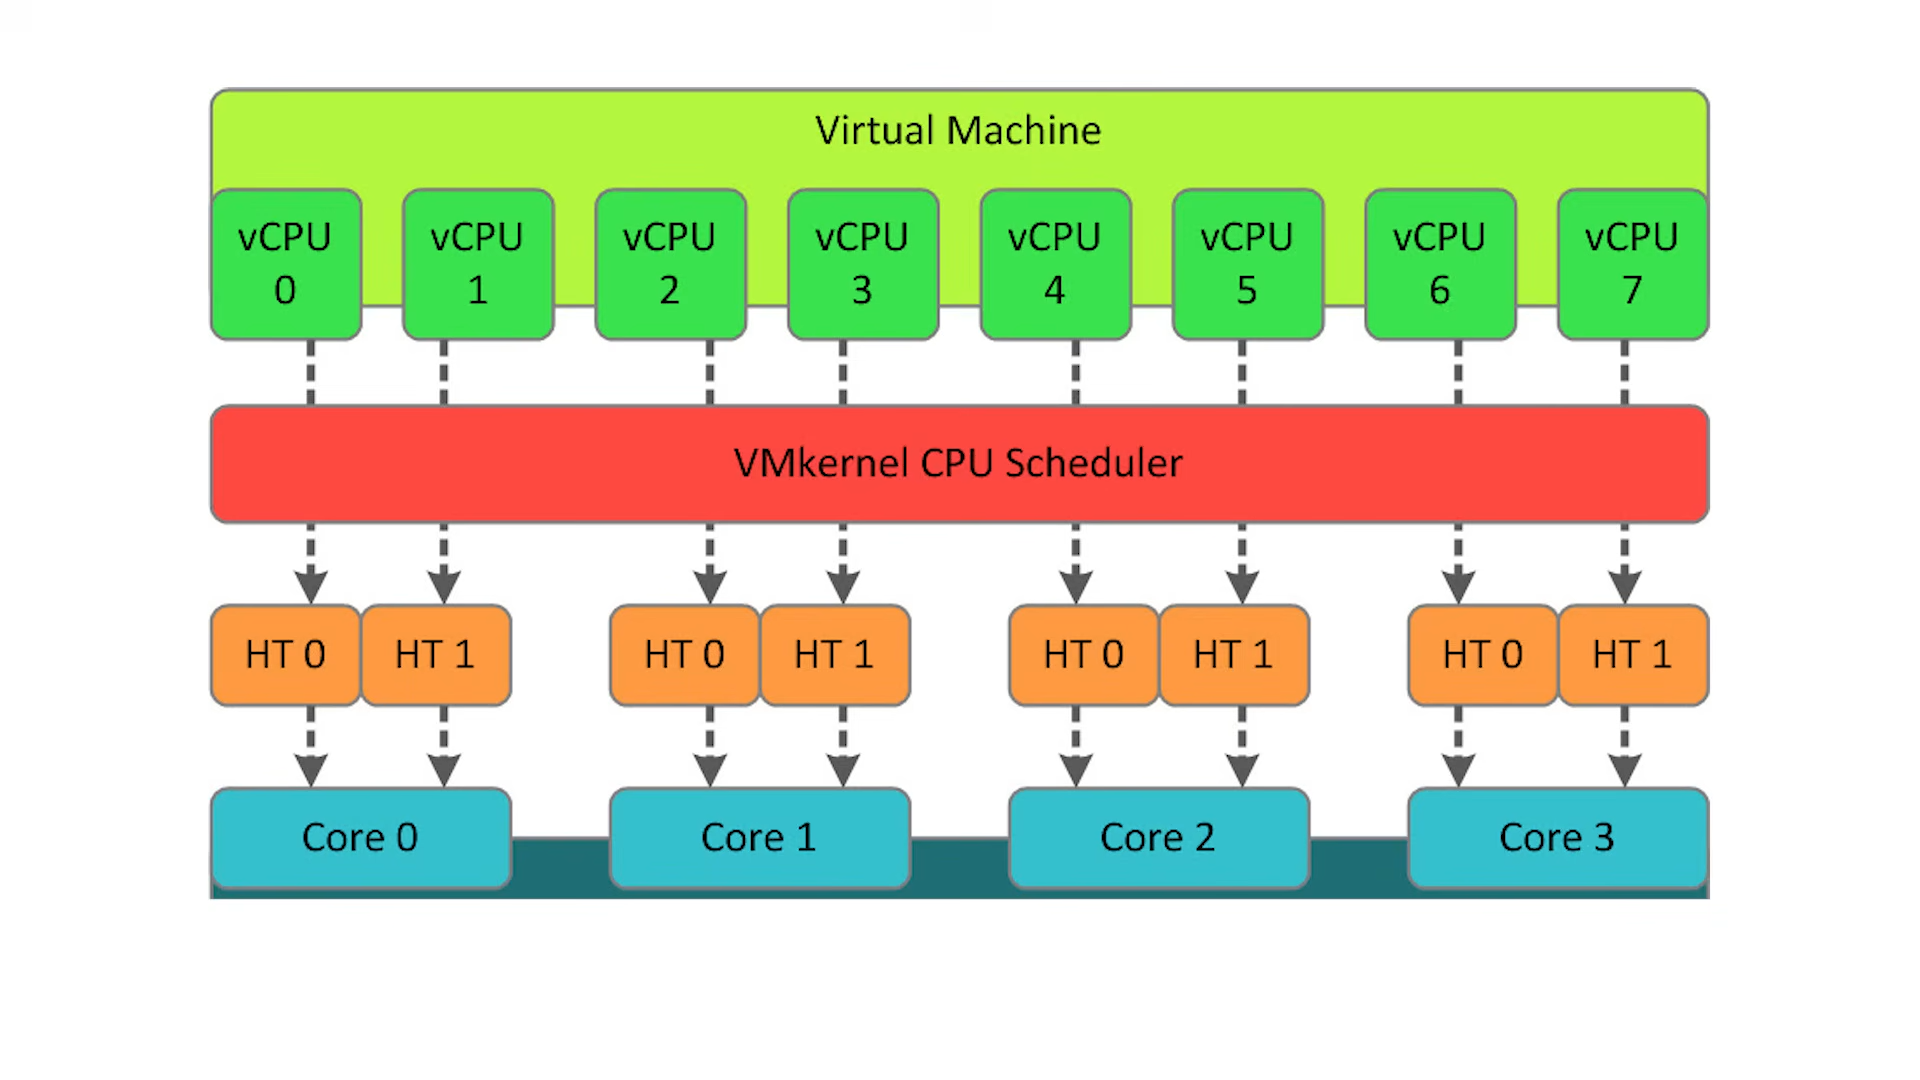 Virtual Machine
vCPU
0
vCPU
1
vCPU
2
vCPU
3
vCPU
4
vCPU
5
vCPU
6
vCPU
7
VMkernel CPU Scheduler
HT 0
HT 1
HT 0
HT 1
HT 0
HT 1
HT 0
HT 1
Core 0
Core 1
Core 2
Core 3